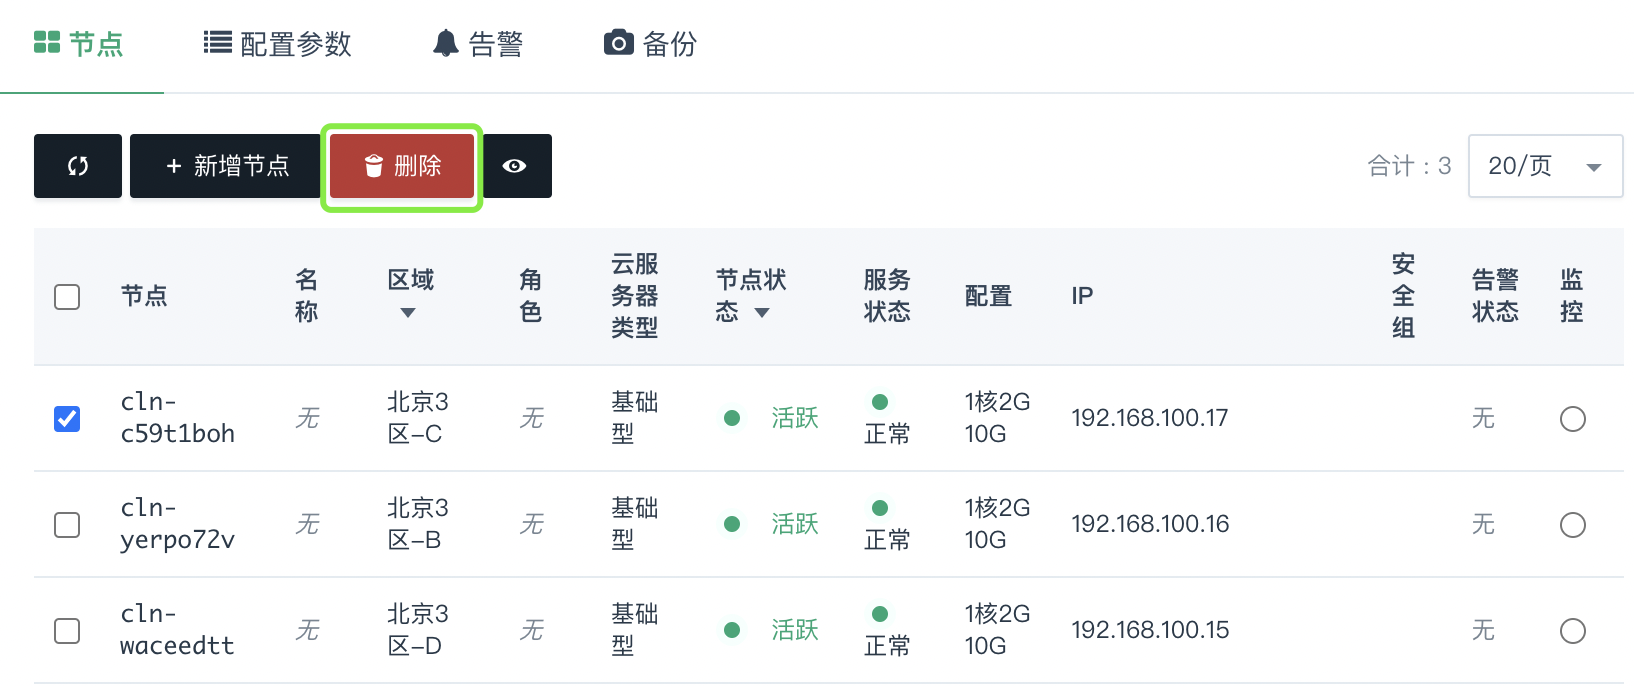 节点 配置参数 告警 备份
+ 新增节点 删除 合计：3 20/页
节点 名称 区域 角色 云服务器类型 节点状态 服务状态 配置 IP 安全组 告警状态 监控
cln-c59t1boh 无 北京3区-C 无 基础型 活跃 正常 1核2G 10G 192.168.100.17 无
cln-yerpo72v 无 北京3区-B 无 基础型 活跃 正常 1核2G 10G 192.168.100.16 无
cln-waceedtt 无 北京3区-D 无 基础型 活跃 正常 1核2G 10G 192.168.100.15 无